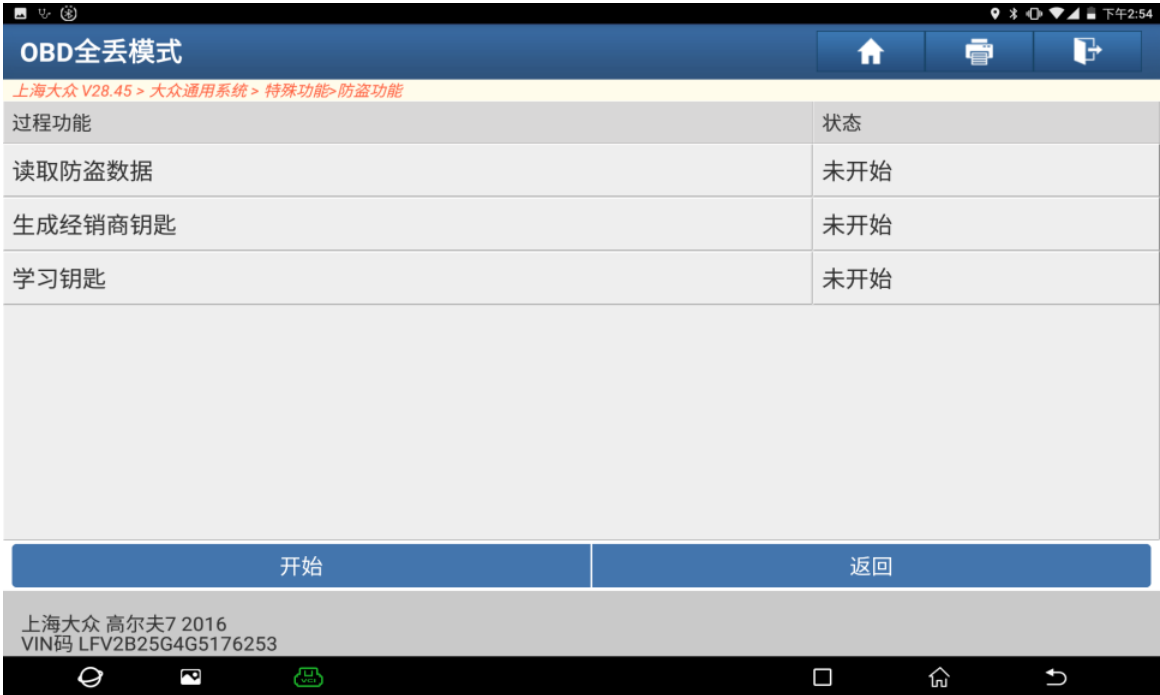 下午2:54
OBD全丢模式
上海大众 V28.45 > 大众通用系统 > 特殊功能>防盗功能
过程功能 状态
读取防盗数据 未开始
生成经销商钥匙 未开始
学习钥匙 未开始
开始 返回
上海大众 高尔夫7 2016
VIN码 LFV2B25G4G5176253
VCI